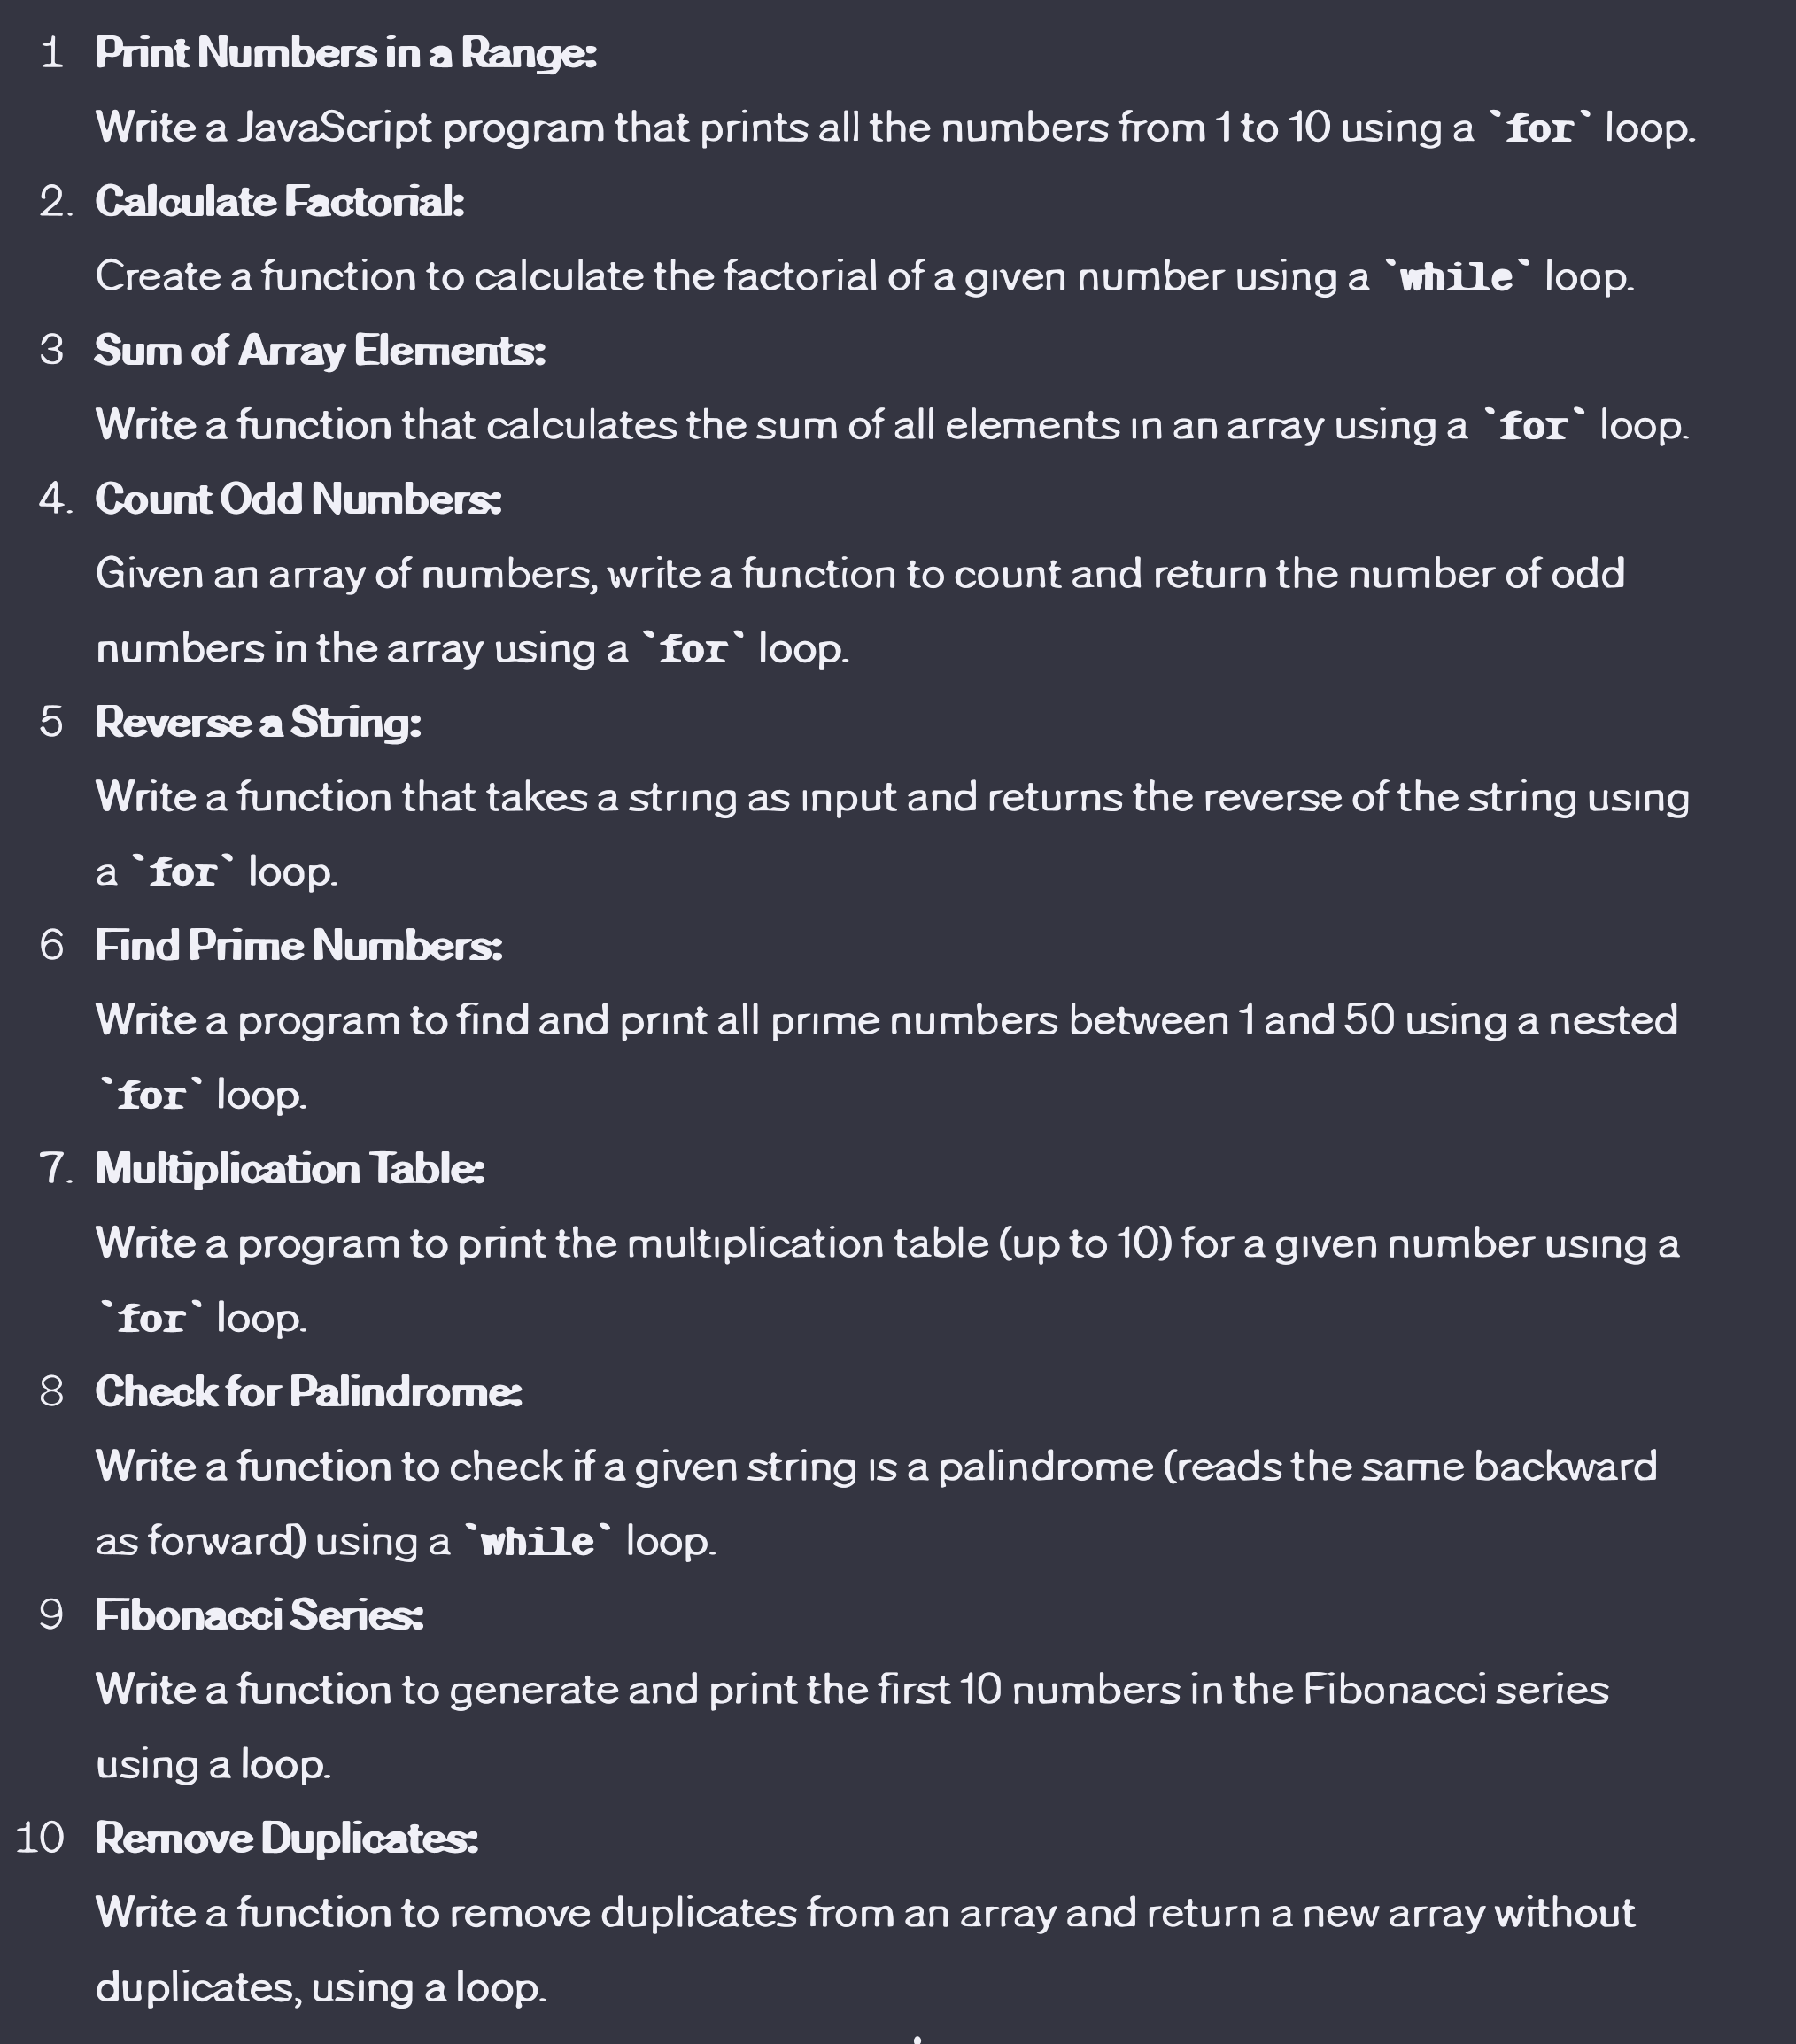 1 Print Numbers in a Range:
Write a JavaScript program that prints all the numbers from 1 to 10 using a `for` loop.
2. Calculate Factorial:
Create a function to calculate the factorial of a given number using a `while` loop.
3 Sum of Array Elements:
Write a function that calculates the sum of all elements in an array using a `for` loop.
4. Count Odd Numbers:
Given an array of numbers, write a function to count and return the number of odd
numbers in the array using a `for` loop.
5 Reverse a String:
Write a function that takes a string as input and returns the reverse of the string using
a `for` loop.
6 Find Prime Numbers:
Write a program to find and print all prime numbers between 1 and 50 using a nested
`for` loop.
7. Multiplication Table:
Write a program to print the multiplication table (up to 10) for a given number using a
`for` loop.
8 Check for Palindrome:
Write a function to check if a given string is a palindrome (reads the same backward
as forward) using a `while` loop.
9 Fibonacci Series:
Write a function to generate and print the first 10 numbers in the Fibonacci series
using a loop.
10 Remove Duplicates:
Write a function to remove duplicates from an array and return a new array without
duplicates, using a loop.